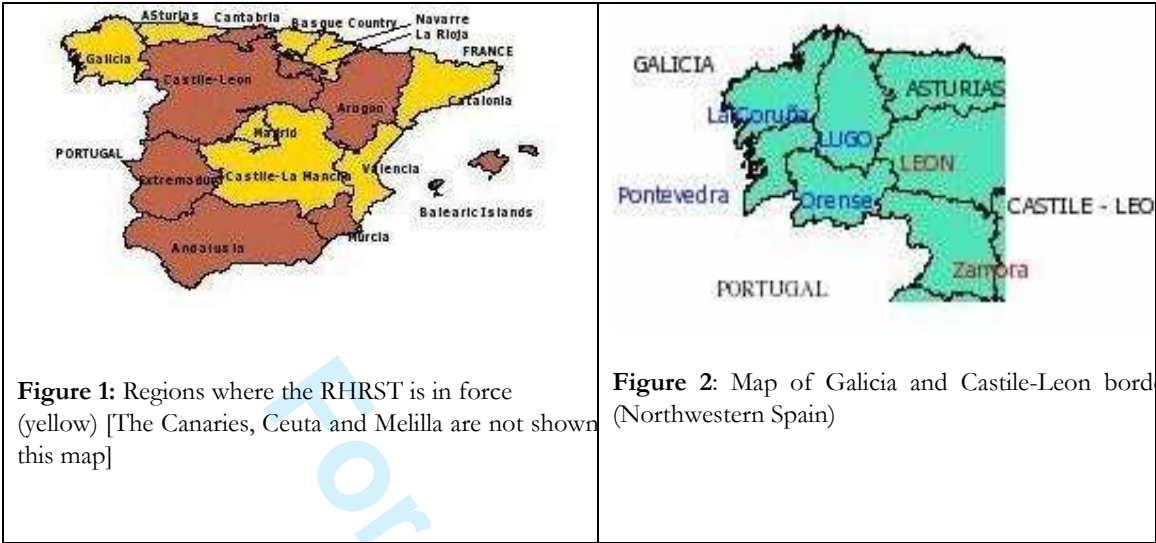 ASturias Cantabria Basque Country Navarre
La Rioja
FRANCE
Galicia
Castile-Leon
Aragon
Catalonia
Madrid
PORTUGAL
Extremadura Castile-La Mancha Valencia
Balearic Islands
Murcia
Andalusia
Figure 1: Regions where the RHRST is in force
(yellow) [The Canaries, Ceuta and Melilla are not shown
this map]
GALICIA
ASTURIAS
La Coruña
LUGO
LEON
Pontevedra
Orense
CASTILE - LEO
Zamora
PORTUGAL
Figure 2: Map of Galicia and Castile-Leon bord
(Northwestern Spain)
For